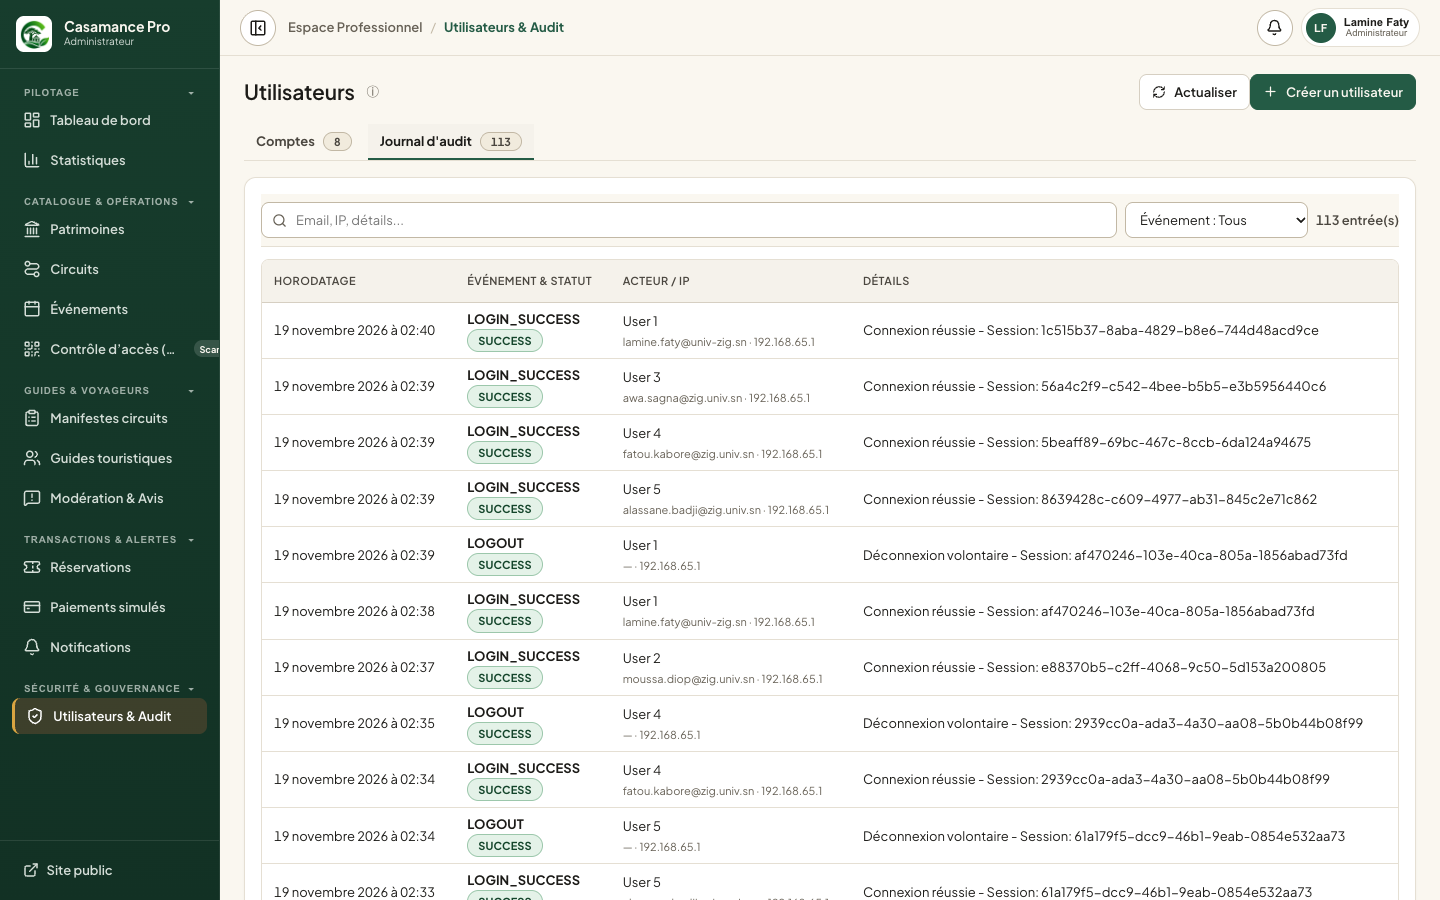 Casamance Pro
Administrateur
PILOTAGE
Tableau de bord
Statistiques
CATALOGUE & OPÉRATIONS
Patrimoines
Circuits
Événements
Contrôle d'accès (… Scan
GUIDES & VOYAGEURS
Manifestes circuits
Guides touristiques
Modération & Avis
TRANSACTIONS & ALERTES
Réservations
Paiements simulés
Notifications
SÉCURITÉ & GOUVERNANCE
Utilisateurs & Audit
Site public
Espace Professionnel / Utilisateurs & Audit
LF
Lamine Faty
Administrateur
Utilisateurs ⓘ
Actualiser
+ Créer un utilisateur
Comptes 8
Journal d'audit 113
Email, IP, détails...
Événement : Tous
113 entrée(s)
HORODATAGE ÉVÉNEMENT & STATUT ACTEUR / IP DÉTAILS
19 novembre 2026 à 02:40 LOGIN_SUCCESS SUCCESS User 1 lamine.faty@univ-zig.sn · 192.168.65.1 Connexion réussie - Session: 1c515b37-8aba-4829-b8e6-744d48acd9ce
19 novembre 2026 à 02:39 LOGIN_SUCCESS SUCCESS User 3 awa.sagna@zig.univ.sn · 192.168.65.1 Connexion réussie - Session: 56a4c2f9-c542-4bee-b5b5-e3b5956440c6
19 novembre 2026 à 02:39 LOGIN_SUCCESS SUCCESS User 4 fatou.kabore@zig.univ.sn · 192.168.65.1 Connexion réussie - Session: 5beaff89-69bc-467c-8ccb-6da124a94675
19 novembre 2026 à 02:39 LOGIN_SUCCESS SUCCESS User 5 alassane.badji@zig.univ.sn · 192.168.65.1 Connexion réussie - Session: 8639428c-c609-4977-ab31-845c2e71c862
19 novembre 2026 à 02:39 LOGOUT SUCCESS User 1 — · 192.168.65.1 Déconnexion volontaire - Session: af470246-103e-40ca-805a-1856abad73fd
19 novembre 2026 à 02:38 LOGIN_SUCCESS SUCCESS User 1 lamine.faty@univ-zig.sn · 192.168.65.1 Connexion réussie - Session: af470246-103e-40ca-805a-1856abad73fd
19 novembre 2026 à 02:37 LOGIN_SUCCESS SUCCESS User 2 moussa.diop@zig.univ.sn · 192.168.65.1 Connexion réussie - Session: e88370b5-c2ff-4068-9c50-5d153a200805
19 novembre 2026 à 02:35 LOGOUT SUCCESS User 4 — · 192.168.65.1 Déconnexion volontaire - Session: 2939cc0a-ada3-4a30-aa08-5b0b44b08f99
19 novembre 2026 à 02:34 LOGIN_SUCCESS SUCCESS User 4 fatou.kabore@zig.univ.sn · 192.168.65.1 Connexion réussie - Session: 2939cc0a-ada3-4a30-aa08-5b0b44b08f99
19 novembre 2026 à 02:34 LOGOUT SUCCESS User 5 — · 192.168.65.1 Déconnexion volontaire - Session: 61a179f5-dcc9-46b1-9eab-0854e532aa73
19 novembre 2026 à 02:33 LOGIN_SUCCESS User 5 Connexion réussie - Session: 61a179f5-dcc9-46b1-9eab-0854e532aa73